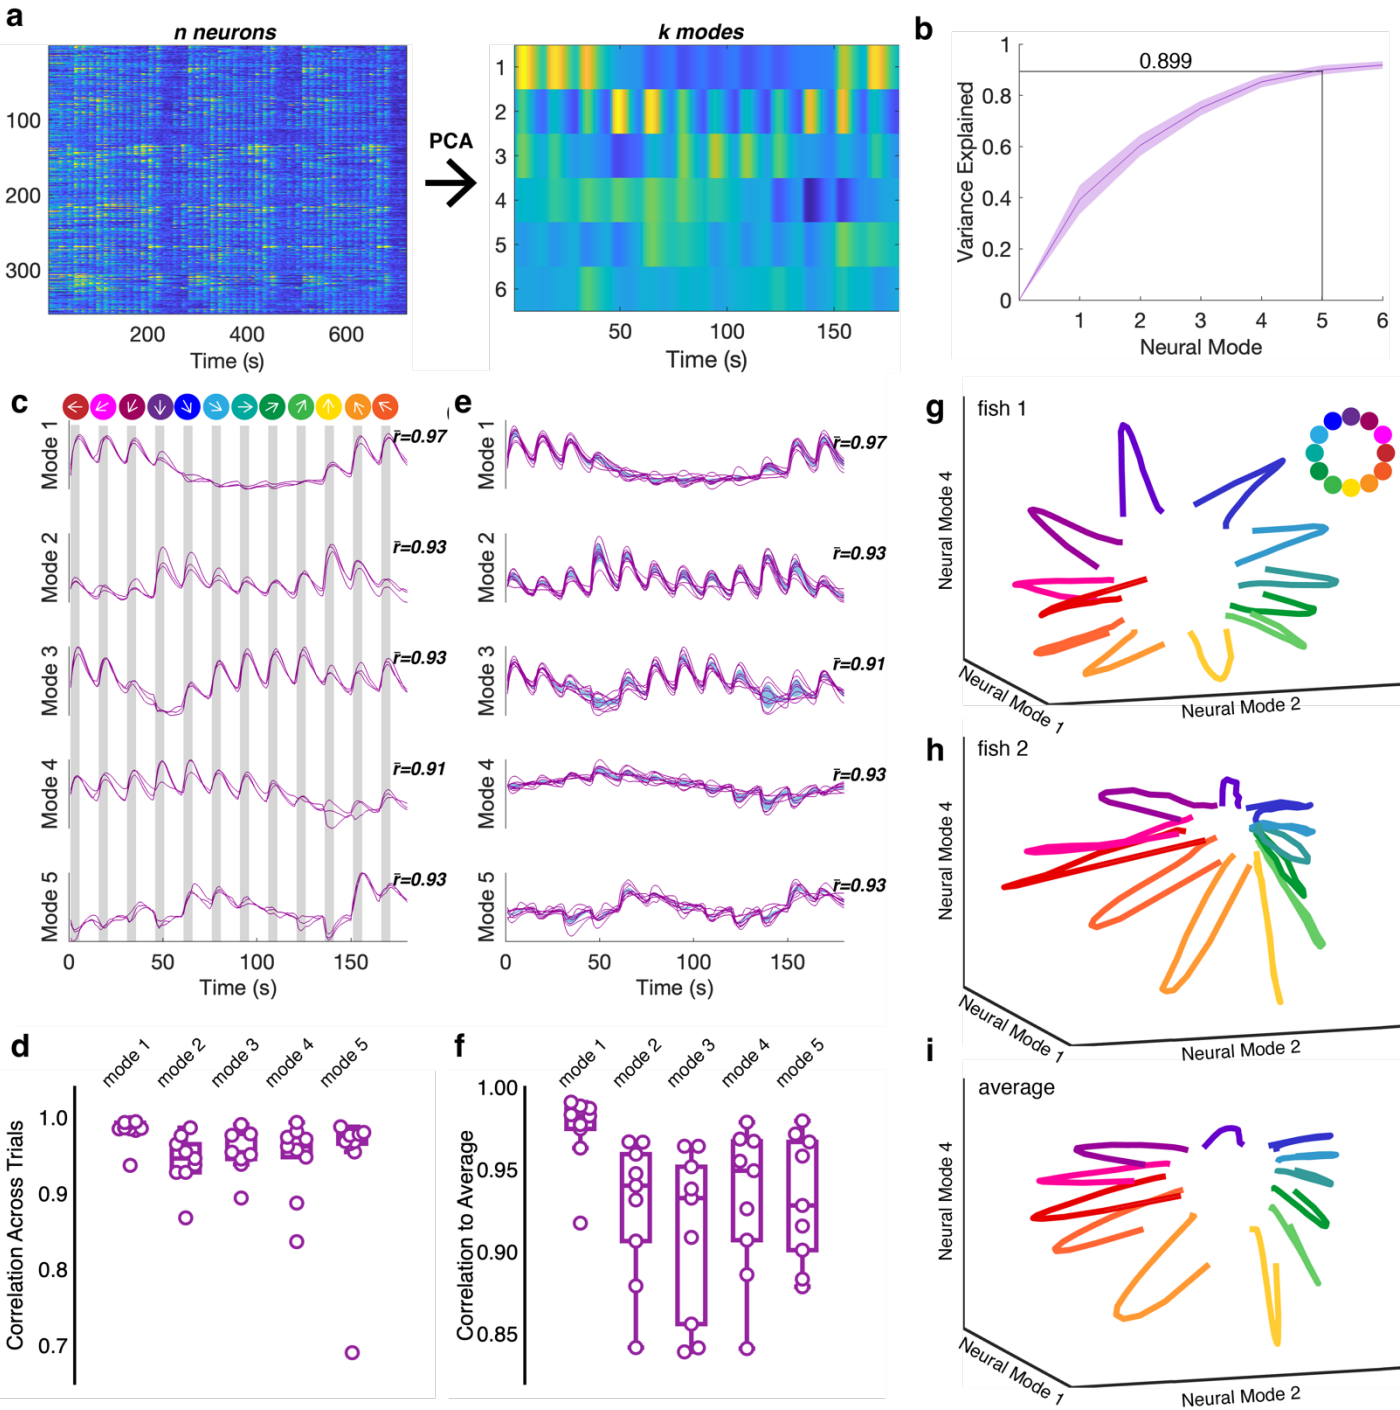 a
n neurons
100
200
300
200
400
600
Time (s)
PCA
k modes
1
2
3
4
5
6
50
100
150
Time (s)
b
1
0.8
0.6
0.4
0.2
0
0.899
Variance Explained
1
2
3
4
5
6
Neural Mode
c
Mode 1
r̄=0.97
Mode 2
r̄=0.93
Mode 3
r̄=0.93
Mode 4
r̄=0.91
Mode 5
r̄=0.93
0
50
100
150
Time (s)
e
Mode 1
r̄=0.97
Mode 2
r̄=0.93
Mode 3
r̄=0.91
Mode 4
r̄=0.93
Mode 5
r̄=0.93
0
50
100
150
Time (s)
g
fish 1
Neural Mode 4
Neural Mode 1
Neural Mode 2
h
fish 2
Neural Mode 4
Neural Mode 1
Neural Mode 2
d
mode 1
mode 2
mode 3
mode 4
mode 5
1.0
0.9
0.8
0.7
Correlation Across Trials
f
mode 1
mode 2
mode 3
mode 4
mode 5
1.00
0.95
0.90
0.85
Correlation to Average
i
average
Neural Mode 4
Neural Mode 1
Neural Mode 2